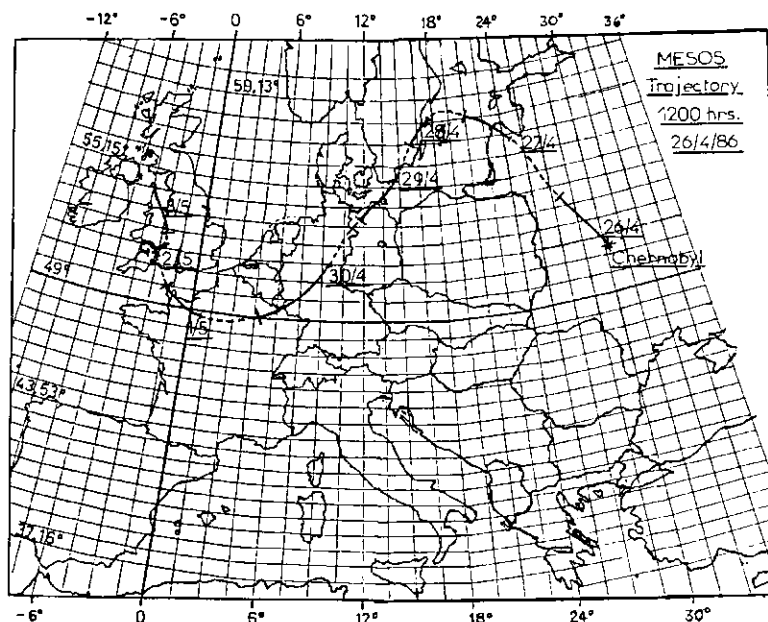 -12° -6° 0 6° 12° 18° 24° 30° 36°
MESOS
Trajectory
1200 hrs.
26/4/86
59,13°
55,15°
28/4
27/4
29/4
3/5
26/4
Chernobyl
2/5
30/4
49°
1/5
43,53°
37,16°
-6° 0 6° 12° 18° 24° 30°